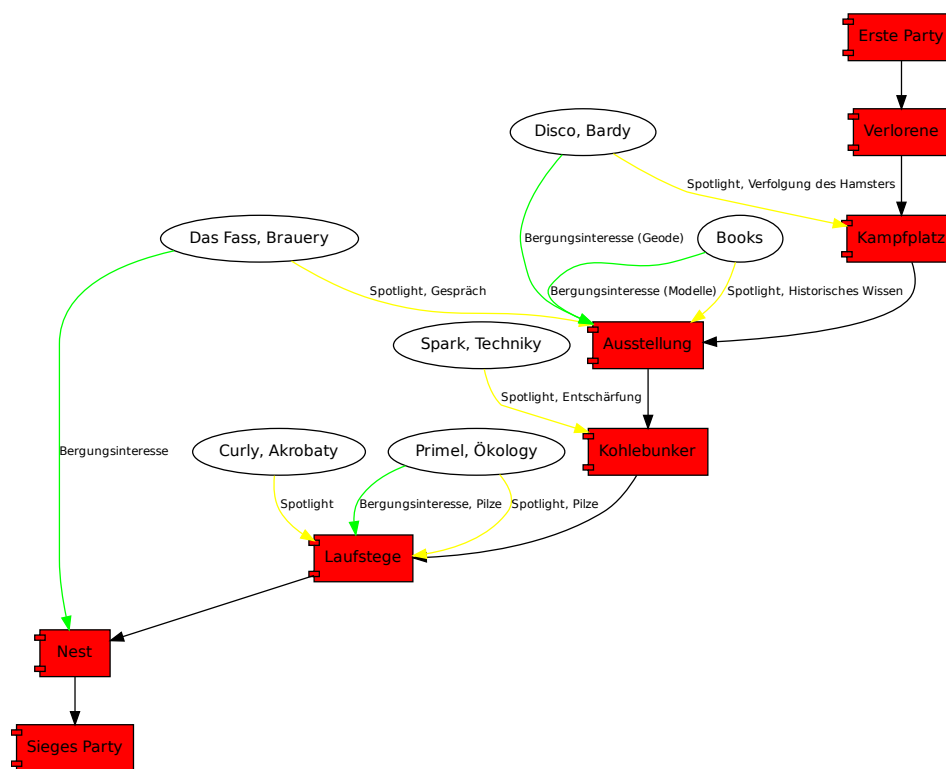 Erste Party
Verlorene
Disco, Bardy
Spotlight, Verfolgung des Hamsters
Das Fass, Brauery
Bergungsinteresse (Geode)
Books
Kampfplatz
Spotlight, Gespräch
Bergungsinteresse (Modelle)
Spotlight, Historisches Wissen
Spark, Techniky
Ausstellung
Spotlight, Entschärfung
Bergungsinteresse
Curly, Akrobaty
Primel, Ökology
Kohlebunker
Spotlight
Bergungsinteresse, Pilze
Spotlight, Pilze
Laufstege
Nest
Sieges Party